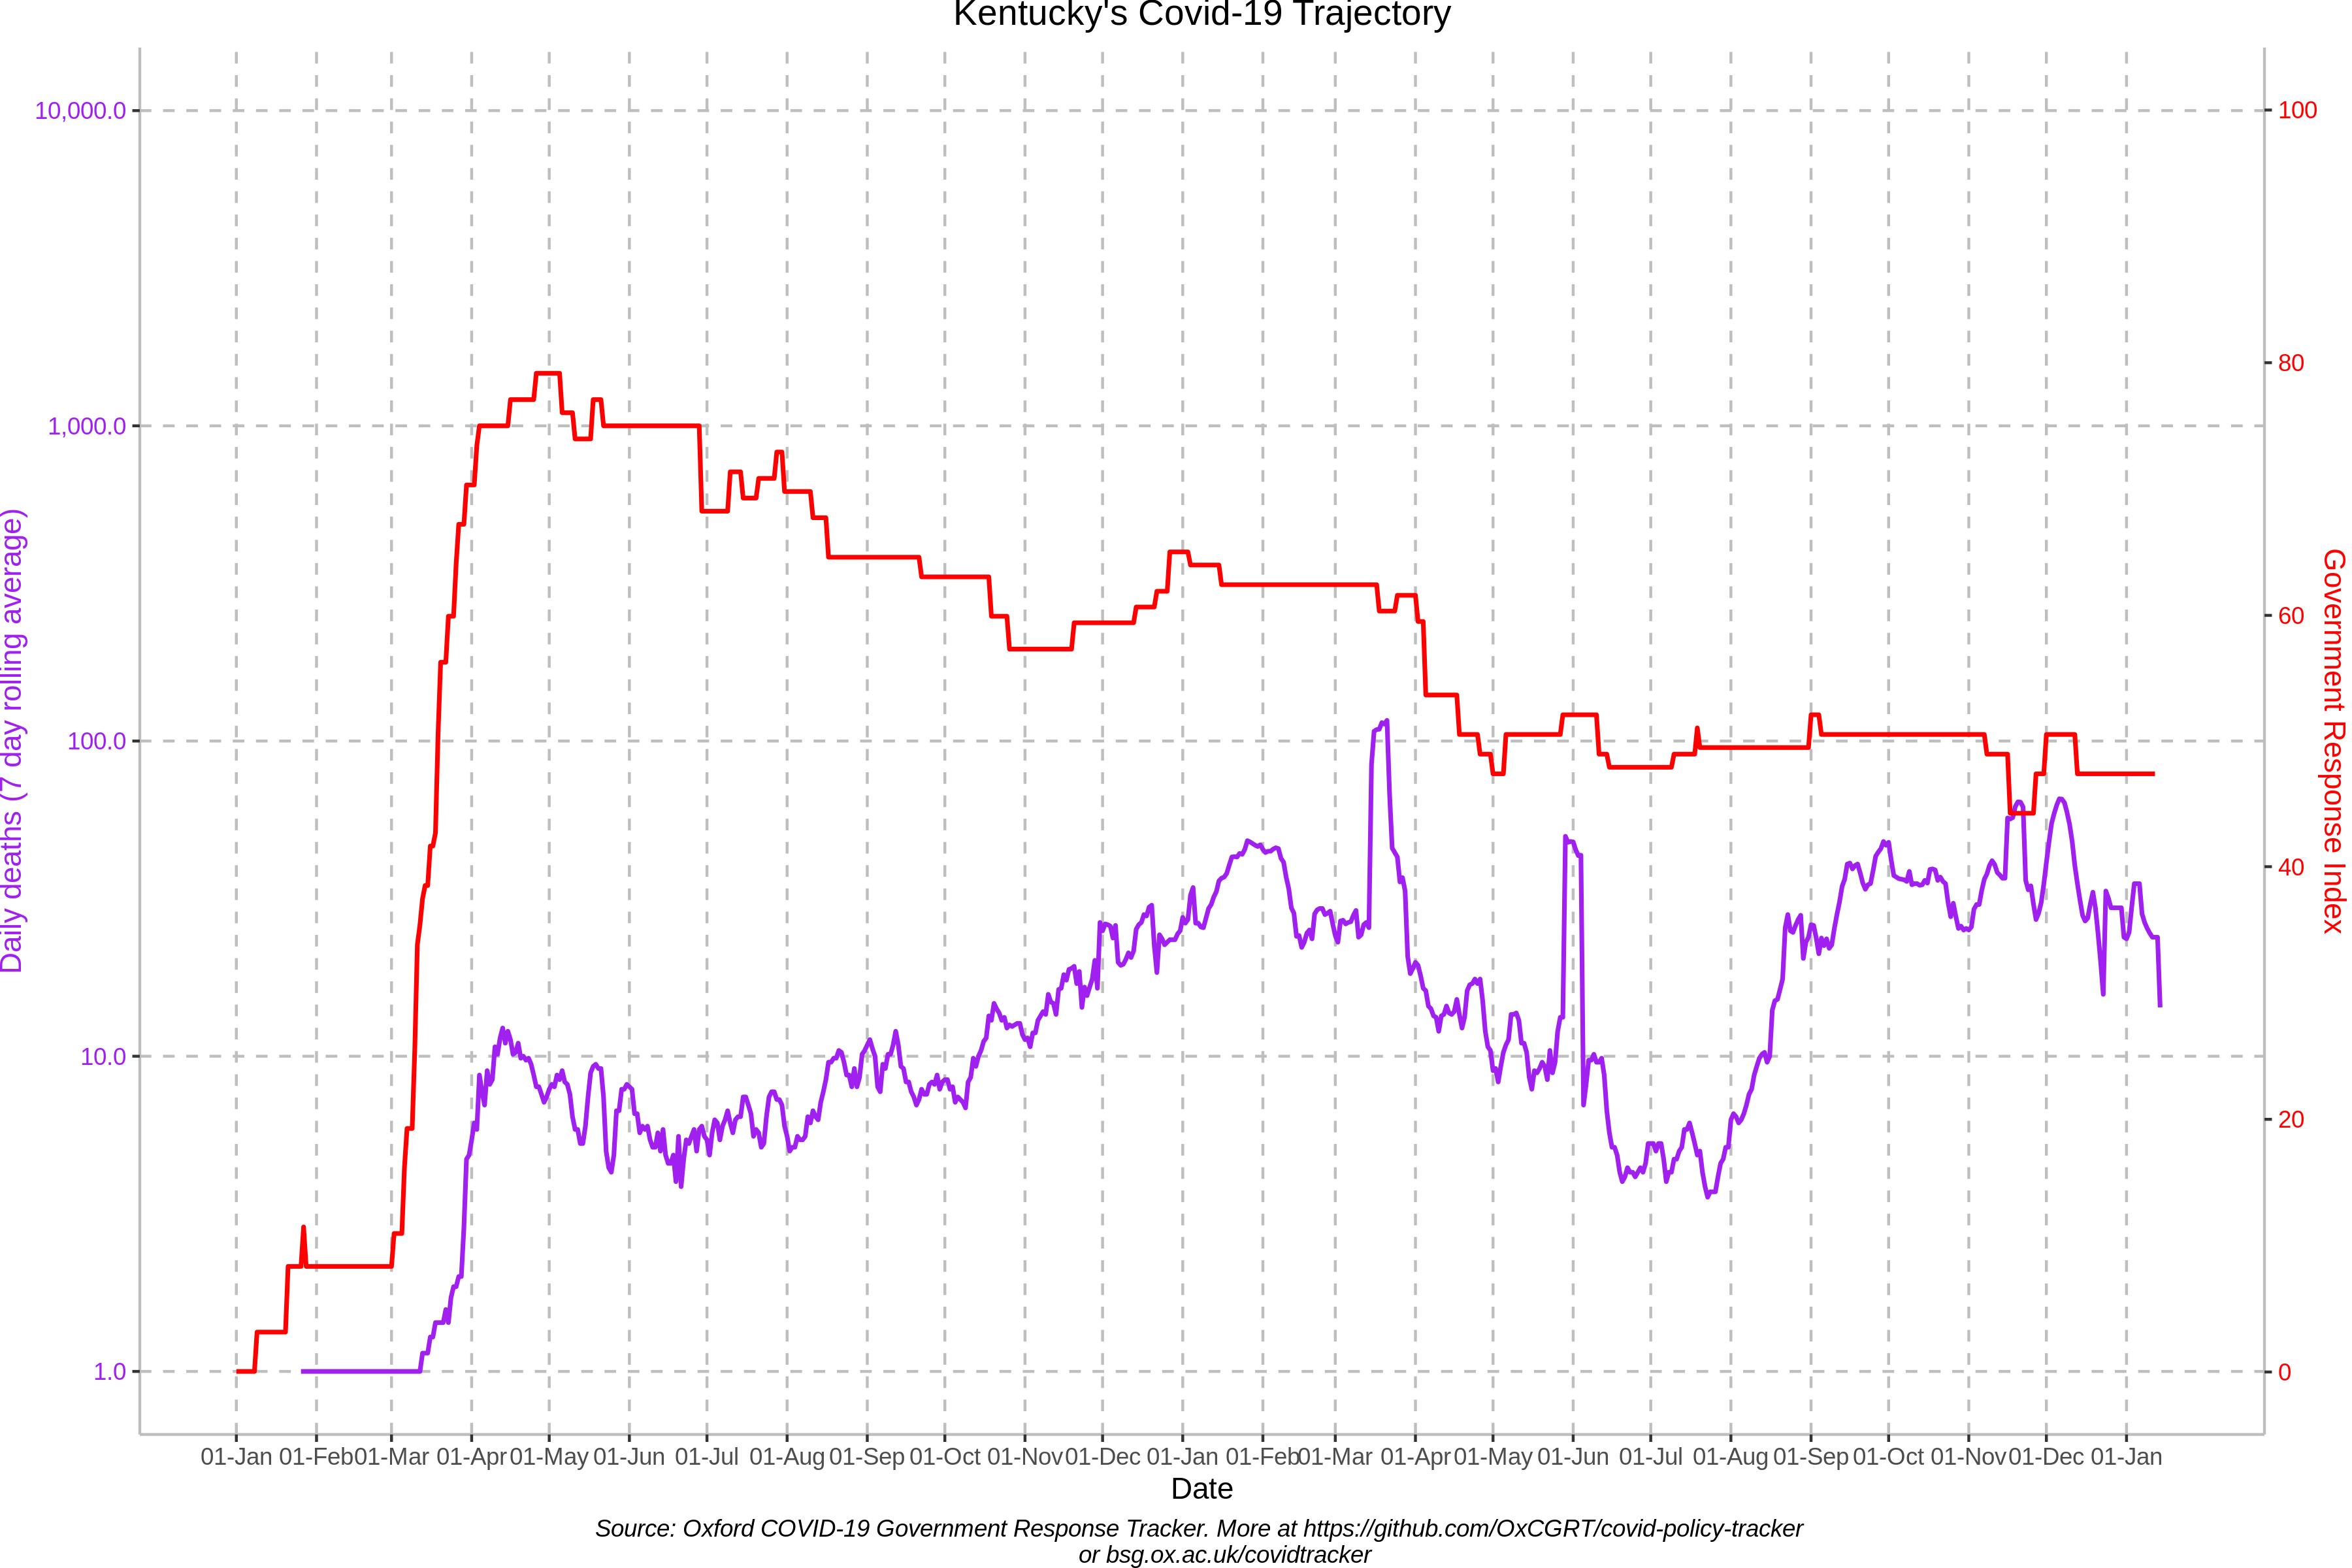 Kentucky's Covid-19 Trajectory
10,000.0
1,000.0
100.0
10.0
1.0
Daily deaths (7 day rolling average)
100
80
60
40
20
0
Government Response Index
01-Jan 01-Feb 01-Mar 01-Apr 01-May 01-Jun 01-Jul 01-Aug 01-Sep 01-Oct 01-Nov 01-Dec 01-Jan 01-Feb 01-Mar 01-Apr 01-May 01-Jun 01-Jul 01-Aug 01-Sep 01-Oct 01-Nov 01-Dec 01-Jan
Date
Source: Oxford COVID-19 Government Response Tracker. More at https://github.com/OxCGRT/covid-policy-tracker
or bsg.ox.ac.uk/covidtracker